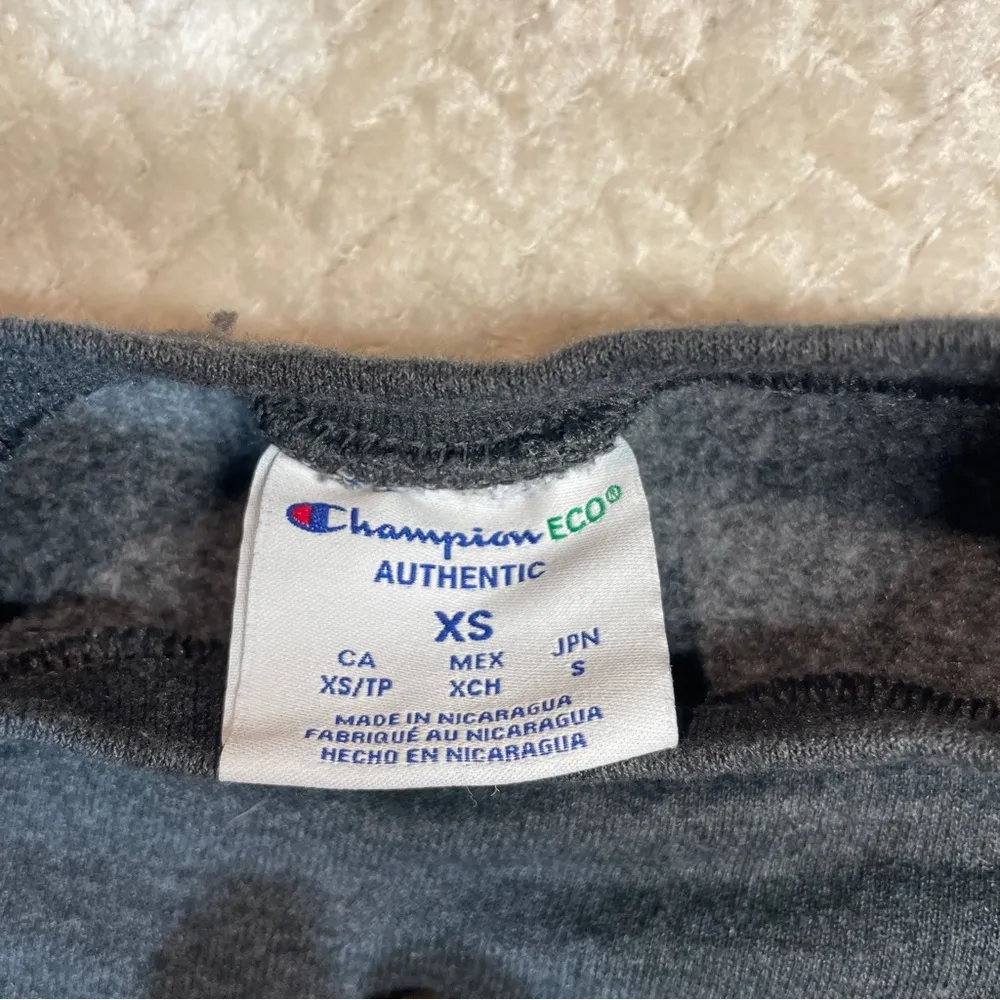 Champion ECO®
AUTHENTIC
XS
CA MEX JPN
XS/TP XCH S
MADE IN NICARAGUA
FABRIQUÉ AU NICARAGUA
HECHO EN NICARAGUA